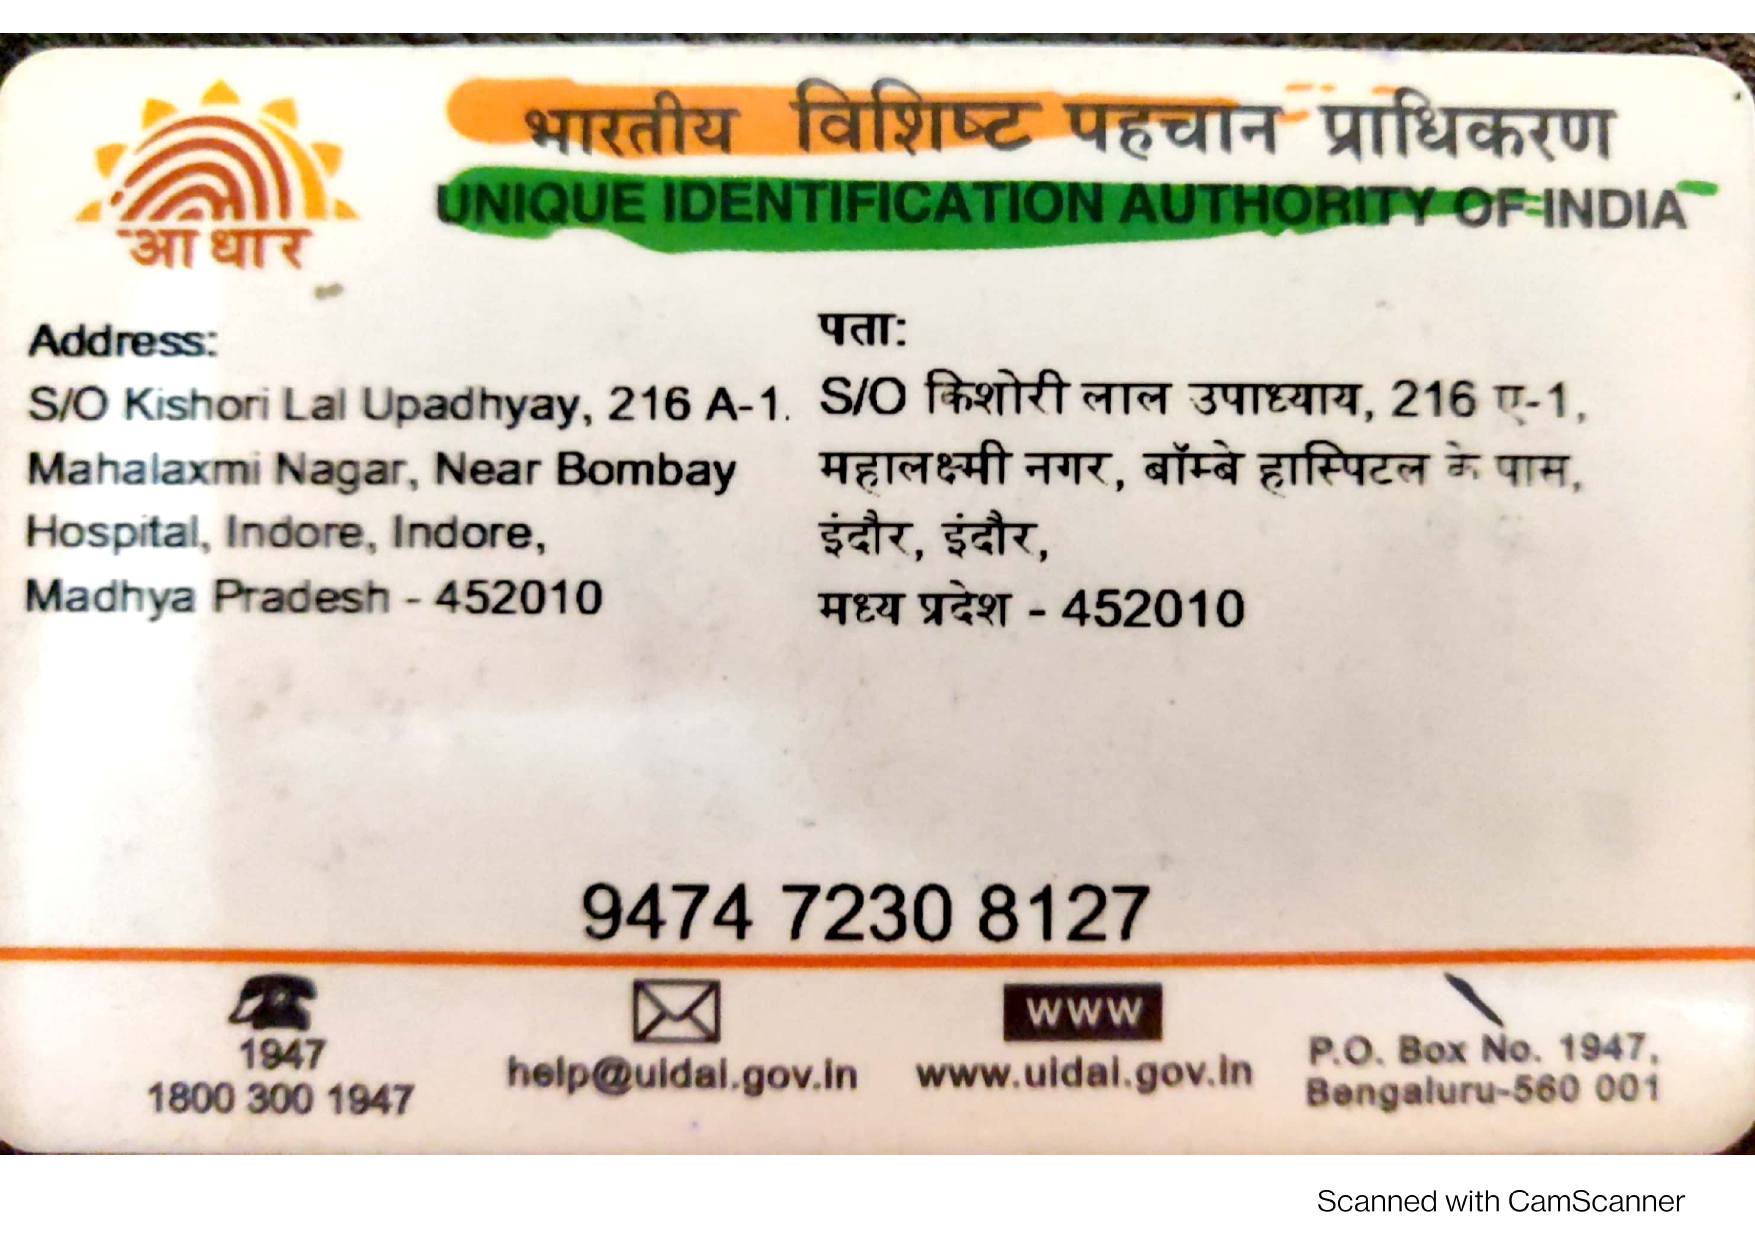 भारतीय विशिष्ट पहचान प्राधिकरण
UNIQUE IDENTIFICATION AUTHORITY OF INDIA
आधार
Address:
S/O Kishori Lal Upadhyay, 216 A-1,
Mahalaxmi Nagar, Near Bombay
Hospital, Indore, Indore,
Madhya Pradesh - 452010
पता:
S/O किशोरी लाल उपाध्याय, 216 ए-1,
महालक्ष्मी नगर, बॉम्बे हास्पिटल के पास,
इंदौर, इंदौर,
मध्य प्रदेश - 452010
9474 7230 8127
1947
1800 300 1947
help@uidai.gov.in
WWW
www.uidai.gov.in
P.O. Box No. 1947,
Bengaluru-560 001
Scanned with CamScanner